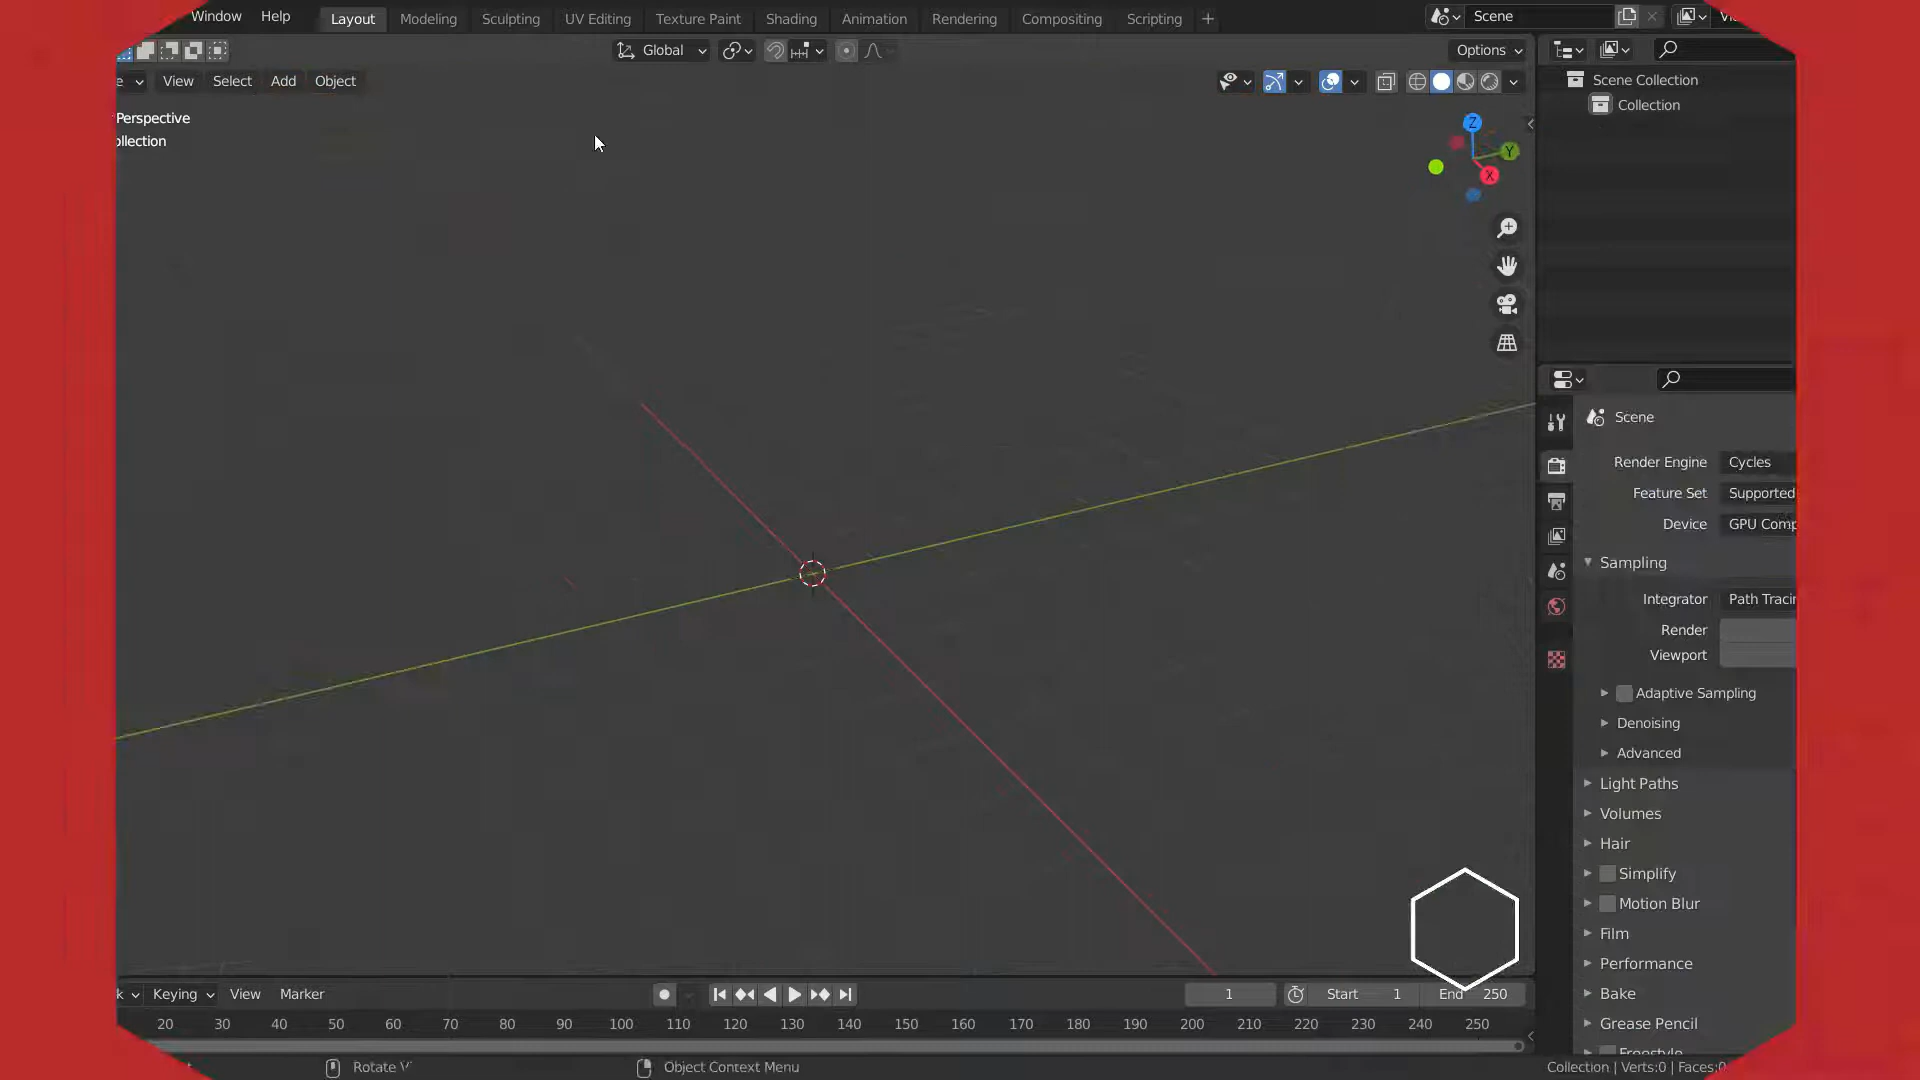 Window Help Layout Modeling Sculpting UV Editing Texture Paint Shading Animation Rendering Compositing Scripting + Scene
Global Options
View Select Add Object
Perspective
Scene Collection
Collection
Z
Y
X
Scene
Render Engine Cycles
Feature Set Supported
Device GPU
Sampling
Integrator Path
Render
Viewport
Adaptive Sampling
Denoising
Advanced
Light Paths
Volumes
Hair
Simplify
Motion Blur
Film
Performance
Bake
Grease Pencil
Freestyle
Keying View Marker 1 Start 1 End 250
20 30 40 50 60 70 80 90 100 110 120 130 140 150 160 170 180 190 200 210 220 230 240 250
Rotate Object Context Menu Collection | Verts:0 | Faces:0